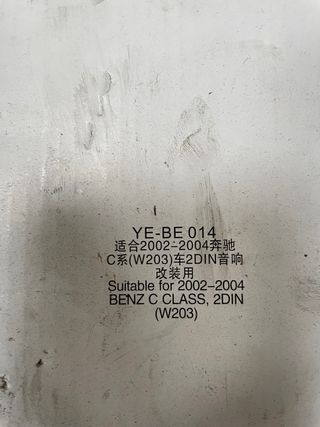 YE-BE 014
适合2002-2004奔驰
C系(W203)车2DIN音响
改装用
Suitable for 2002-2004
BENZ C CLASS, 2DIN
(W203)